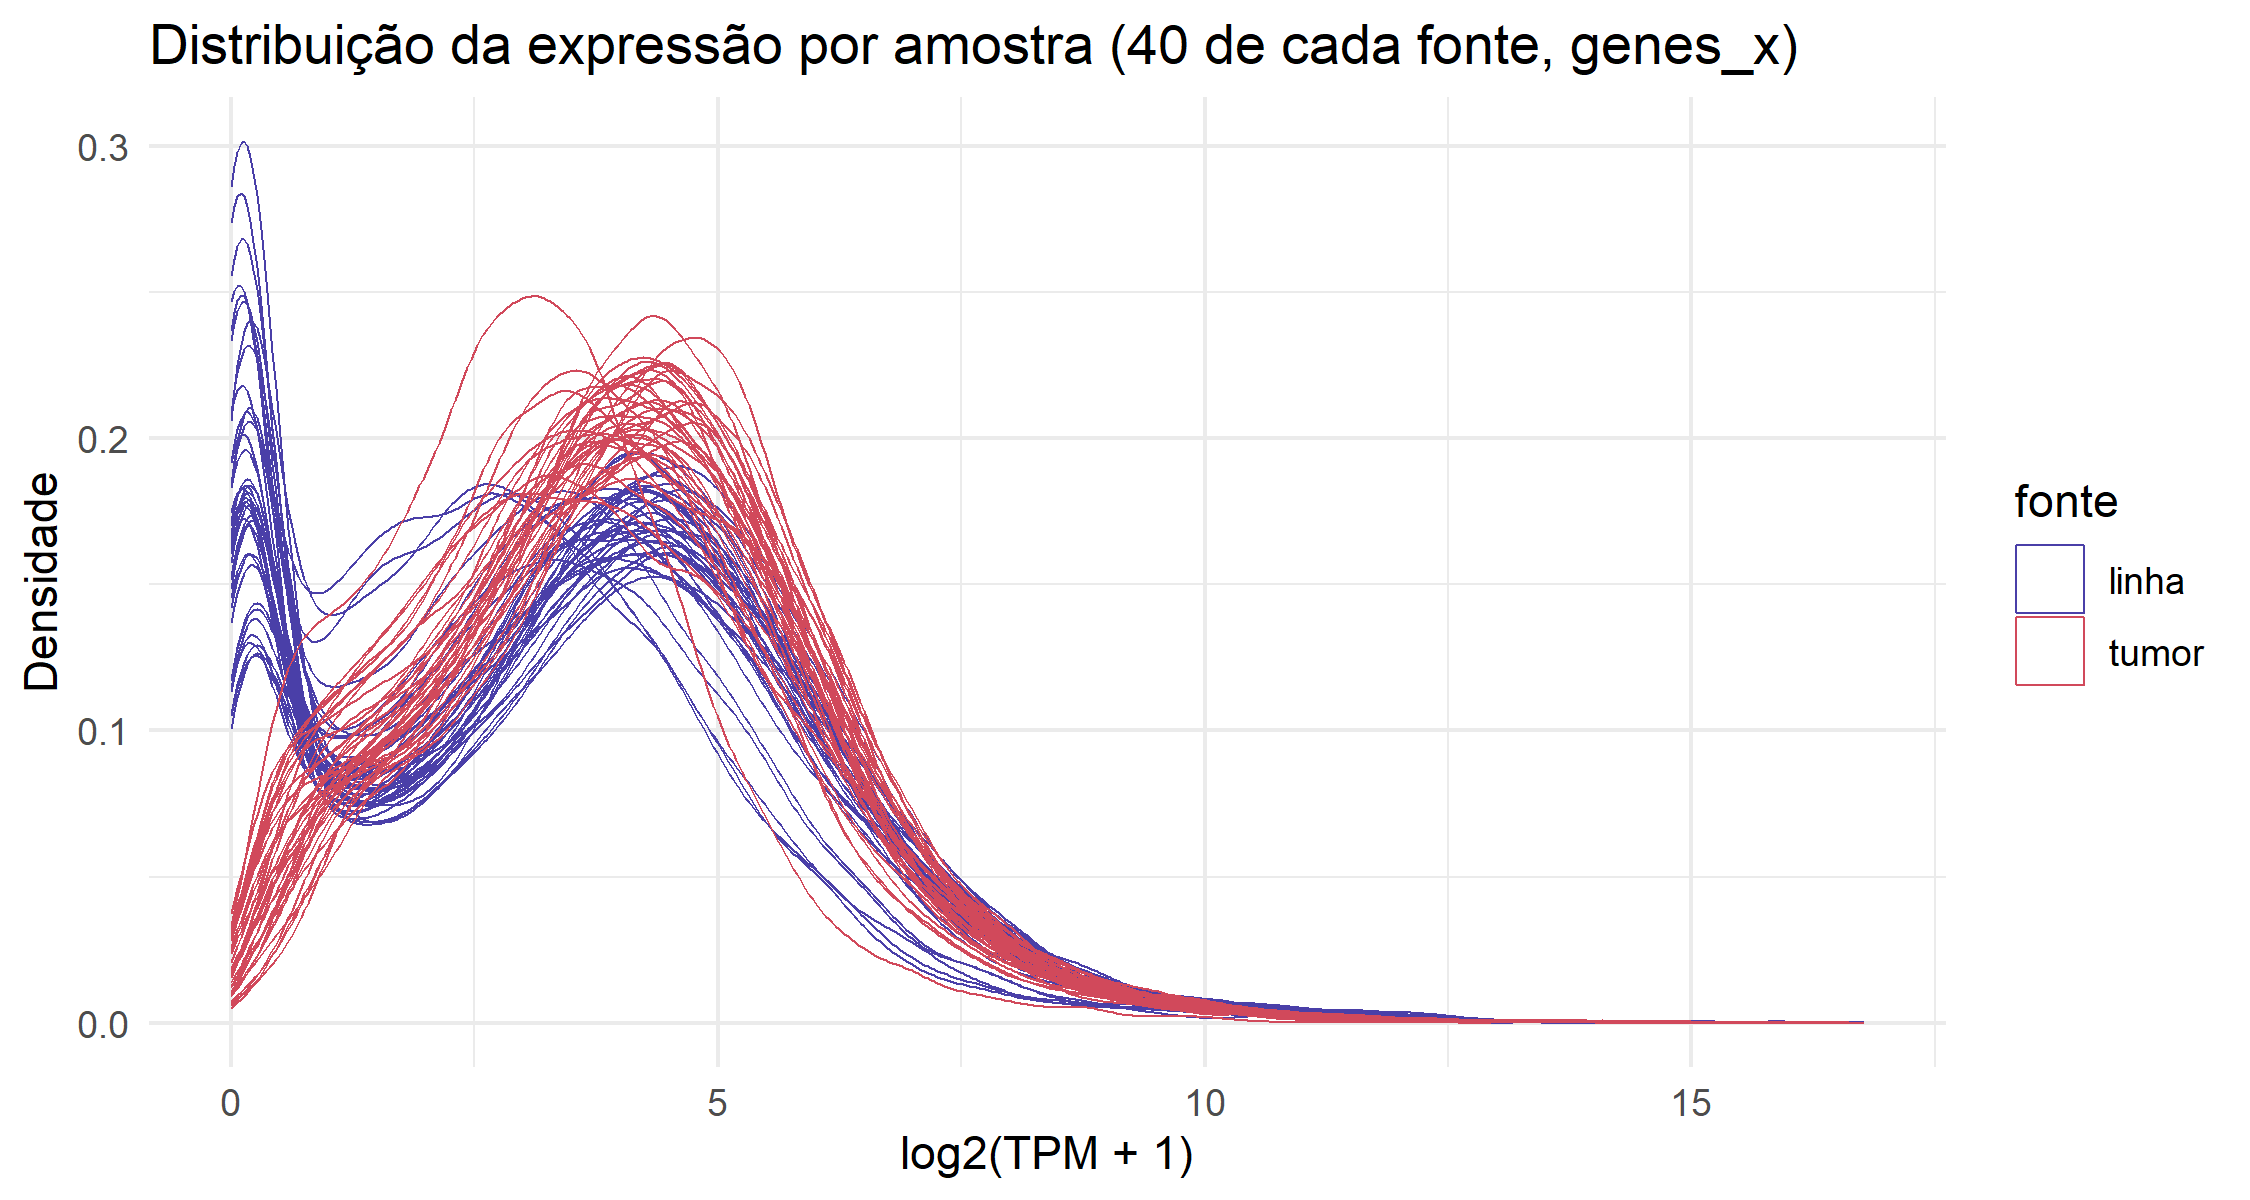 Distribuição da expressão por amostra (40 de cada fonte, genes_x)
Densidade
0.3
0.2
0.1
0.0
0
5
10
15
log2(TPM + 1)
fonte
linha
tumor